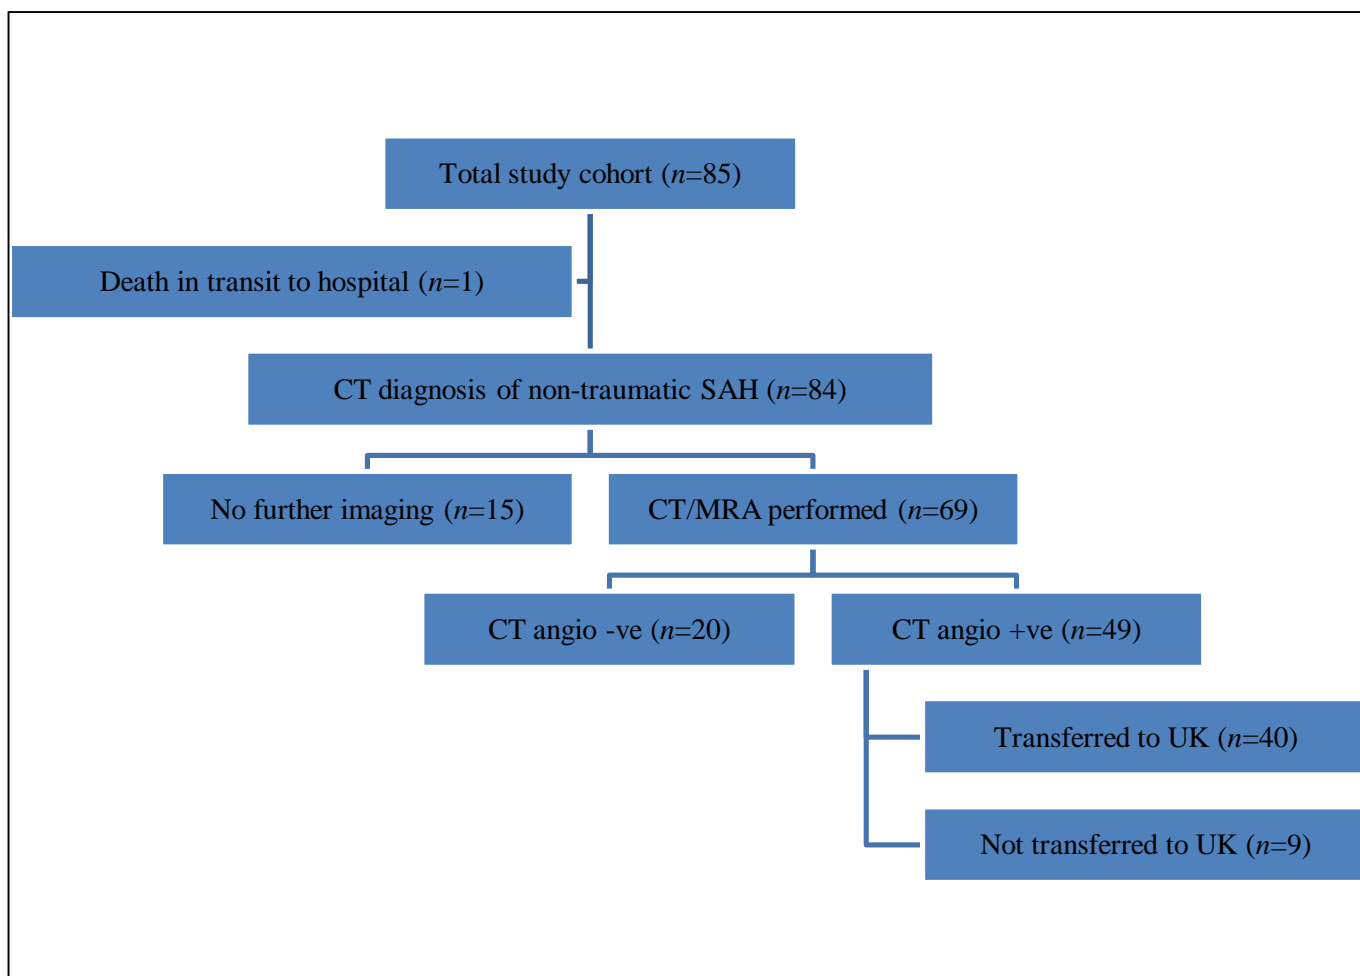 Total study cohort (n=85)
Death in transit to hospital (n=1)
CT diagnosis of non-traumatic SAH (n=84)
No further imaging (n=15)
CT/MRA performed (n=69)
CT angio -ve (n=20)
CT angio +ve (n=49)
Transferred to UK (n=40)
Not transferred to UK (n=9)